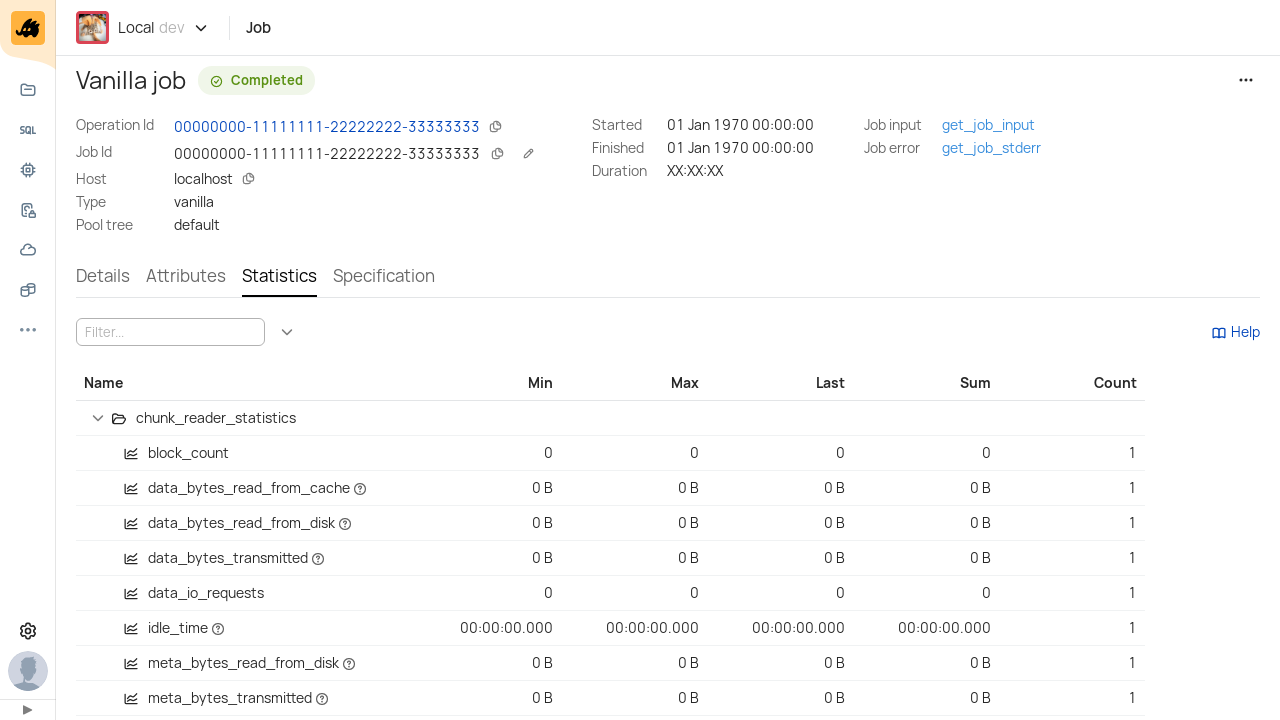 Local dev Job
Vanilla job Completed
Operation Id 00000000-11111111-22222222-33333333
Job Id 00000000-11111111-22222222-33333333
Host localhost
Type vanilla
Pool tree default
Started 01 Jan 1970 00:00:00
Finished 01 Jan 1970 00:00:00
Duration XX:XX:XX
Job input get_job_input
Job error get_job_stderr
SQL
Details Attributes Statistics Specification
Filter... Help
Name Min Max Last Sum Count
chunk_reader_statistics
block_count 0 0 0 0 1
data_bytes_read_from_cache 0 B 0 B 0 B 0 B 1
data_bytes_read_from_disk 0 B 0 B 0 B 0 B 1
data_bytes_transmitted 0 B 0 B 0 B 0 B 1
data_io_requests 0 0 0 0 1
idle_time 00:00:00.000 00:00:00.000 00:00:00.000 00:00:00.000 1
meta_bytes_read_from_disk 0 B 0 B 0 B 0 B 1
meta_bytes_transmitted 0 B 0 B 0 B 0 B 1